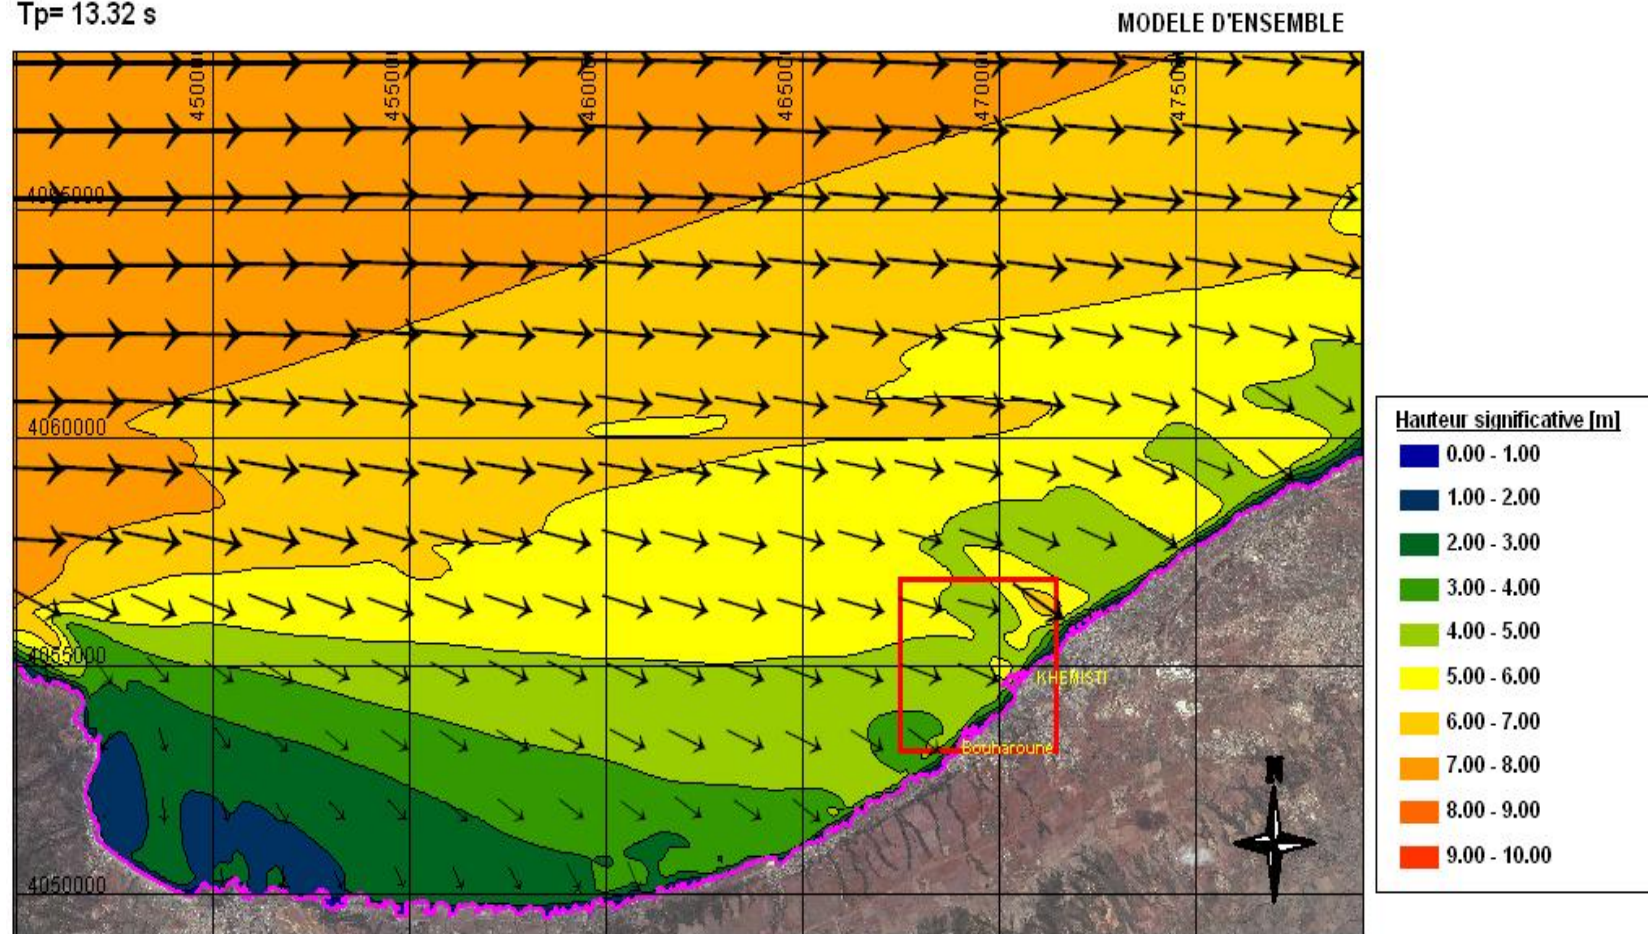 Tp= 13.32 s
MODELE D'ENSEMBLE
450000
455000
460000
465000
470000
475000
4065000
4060000
4055000
4050000
KHEMISTI
Bouharoune
N
Hauteur significative [m]
0.00 - 1.00
1.00 - 2.00
2.00 - 3.00
3.00 - 4.00
4.00 - 5.00
5.00 - 6.00
6.00 - 7.00
7.00 - 8.00
8.00 - 9.00
9.00 - 10.00